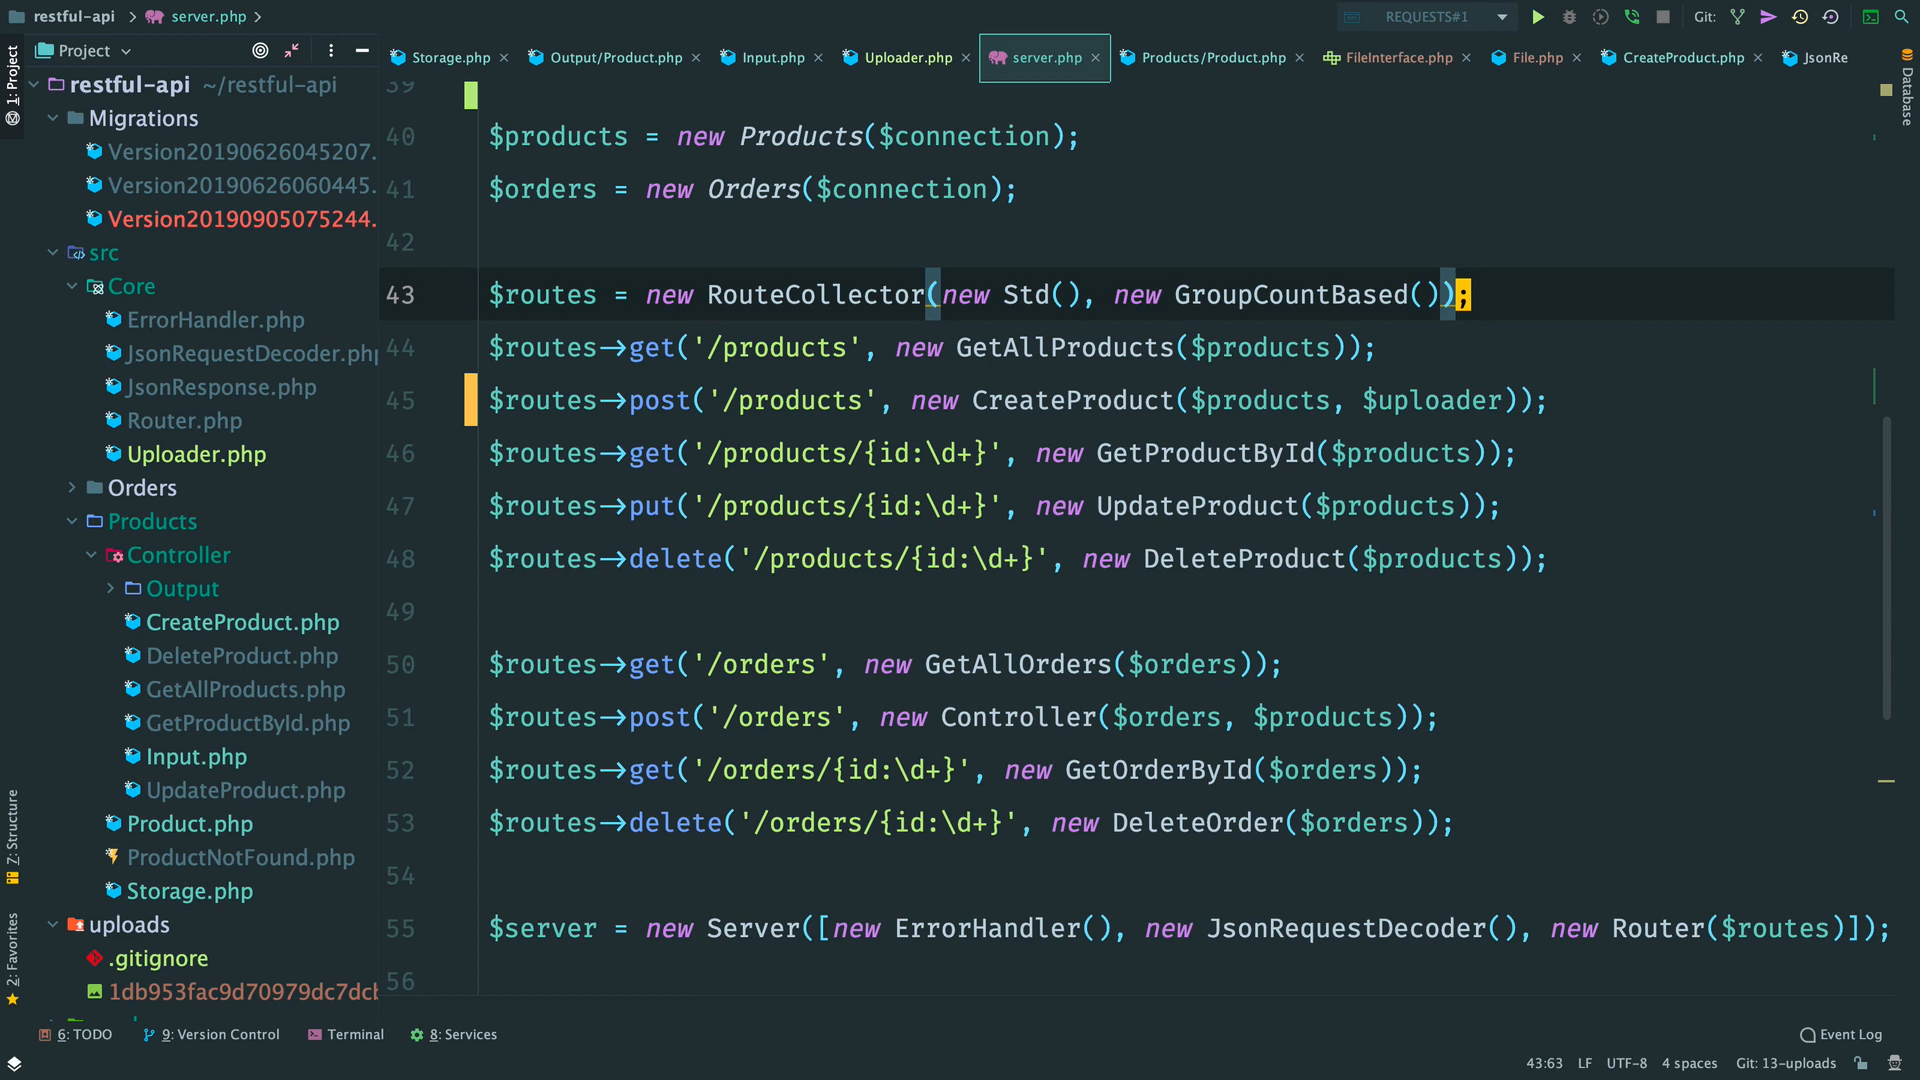 restful-api
server.php
REQUESTS#1
Git:
1: Project
Project
Storage.php
Output/Product.php
Input.php
Uploader.php
server.php
Products/Product.php
FileInterface.php
File.php
CreateProduct.php
JsonRe
Database
restful-api ~/restful-api
Migrations
Version20190626045207.
Version20190626060445.
Version20190905075244.
src
Core
ErrorHandler.php
JsonRequestDecoder.php
JsonResponse.php
Router.php
Uploader.php
Orders
Products
Controller
Output
CreateProduct.php
DeleteProduct.php
GetAllProducts.php
GetProductById.php
Input.php
UpdateProduct.php
Product.php
ProductNotFound.php
Storage.php
uploads
.gitignore
1db953fac9d70979dc7dcb
Z: Structure
2: Favorites
39
40 $products = new Products($connection);
41 $orders = new Orders($connection);
42
43 $routes = new RouteCollector(new Std(), new GroupCountBased());
44 $routes->get('/products', new GetAllProducts($products));
45 $routes->post('/products', new CreateProduct($products, $uploader));
46 $routes->get('/products/{id:\d+}', new GetProductById($products));
47 $routes->put('/products/{id:\d+}', new UpdateProduct($products));
48 $routes->delete('/products/{id:\d+}', new DeleteProduct($products));
49
50 $routes->get('/orders', new GetAllOrders($orders));
51 $routes->post('/orders', new Controller($orders, $products));
52 $routes->get('/orders/{id:\d+}', new GetOrderById($orders));
53 $routes->delete('/orders/{id:\d+}', new DeleteOrder($orders));
54
55 $server = new Server([new ErrorHandler(), new JsonRequestDecoder(), new Router($routes)]);
56
6: TODO
9: Version Control
Terminal
8: Services
Event Log
43:63 LF UTF-8 4 spaces Git: 13-uploads